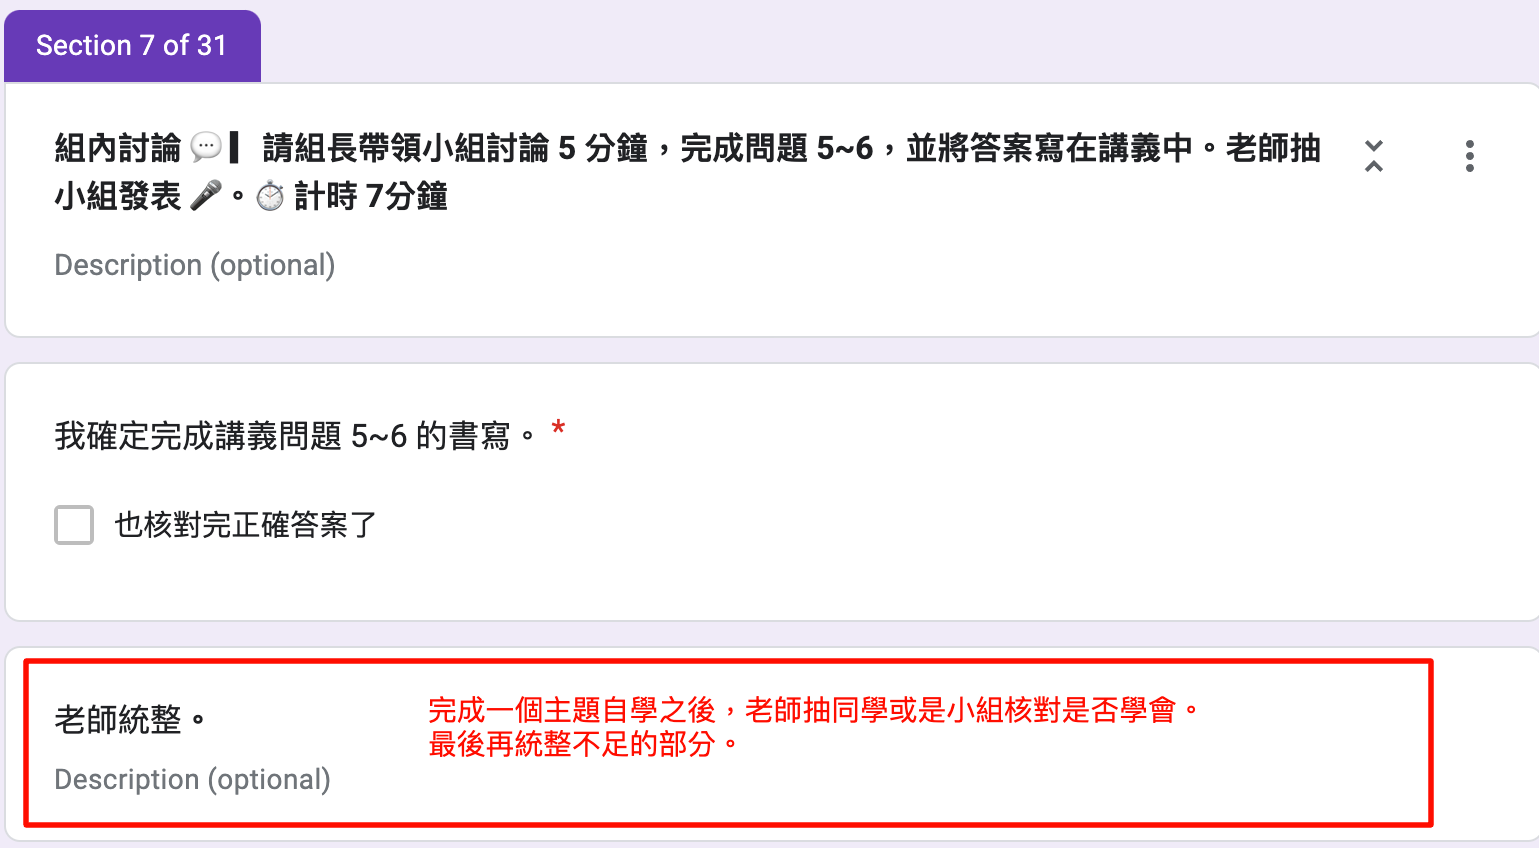 Section 7 of 31
組內討論 💬▍ 請組長帶領小組討論 5 分鐘，完成問題 5~6，並將答案寫在講義中。老師抽
小組發表 🎤。⏱️ 計時 7分鐘
Description (optional)
我確定完成講義問題 5~6 的書寫。 *
也核對完正確答案了
老師統整。
完成一個主題自學之後，老師抽同學或是小組核對是否學會。
最後再統整不足的部分。
Description (optional)